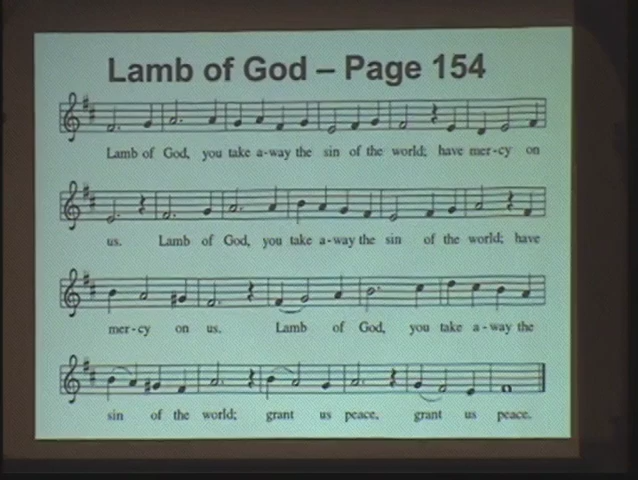 Lamb of God – Page 154
Lamb of God, you take a-way the sin of the world; have mer-cy on
us. Lamb of God, you take a-way the sin of the world; have
mer-cy on us. Lamb of God, you take a-way the
sin of the world; grant us peace, grant us peace.